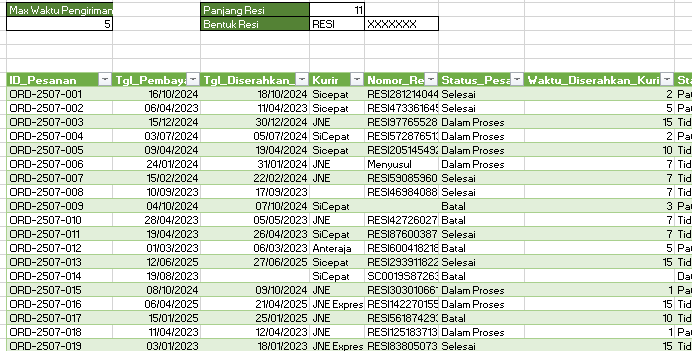 Max Waktu Pengiriman Panjang Resi 11
5 Bentuk Resi RESI XXXXXXX
ID_Pesanan Tgl_Pembaya Tgl_Diserahkan_ Kurir Nomor_Re Status_Pesa Waktu_Diserahkan_Kuri Sta
ORD-2507-001 16/10/2024 18/10/2024 Sicepat RESI281214044 Selesai 2 Pa
ORD-2507-002 06/04/2023 11/04/2023 Sicepat RESI473361645 Selesai 5 Pa
ORD-2507-003 15/12/2024 30/12/2024 JNE RESI97765528 Dalam Proses 15 Tid
ORD-2507-004 03/07/2024 05/07/2024 SiCepat RESI572876513 Dalam Proses 2 Pa
ORD-2507-005 09/04/2024 19/04/2024 Sicepat RESI205145492 Dalam Proses 10 Tid
ORD-2507-006 24/01/2024 31/01/2024 JNE Menyusul Dalam Proses 7 Tid
ORD-2507-007 15/02/2024 22/02/2024 JNE RESI59085960 Selesai 7 Tid
ORD-2507-008 10/09/2023 17/09/2023 RESI46984088 Selesai 7 Tid
ORD-2507-009 04/10/2024 07/10/2024 SiCepat Batal 3 Pa
ORD-2507-010 28/04/2023 05/05/2023 JNE RESI42726027 Batal 7 Tid
ORD-2507-011 19/04/2023 26/04/2023 SiCepat RESI87600387 Selesai 7 Tid
ORD-2507-012 01/03/2023 06/03/2023 Anteraja RESI600418218 Batal 5 Pa
ORD-2507-013 12/06/2025 27/06/2025 Sicepat RESI293911822 Selesai 15 Tid
ORD-2507-014 19/08/2023 SiCepat SC0019S87263 Batal Da
ORD-2507-015 08/10/2024 09/10/2024 JNE RESI30301066 Dalam Proses 1 Pa
ORD-2507-016 06/04/2025 21/04/2025 JNE Expres RESI142270155 Dalam Proses 15 Tid
ORD-2507-017 15/01/2025 25/01/2025 JNE RESI561874293 Batal 10 Tid
ORD-2507-018 11/04/2023 12/04/2023 JNE RESI125183713 Dalam Proses 1 Pa
ORD-2507-019 03/01/2023 18/01/2023 JNE Expres RESI83805073 Selesai 15 Tid